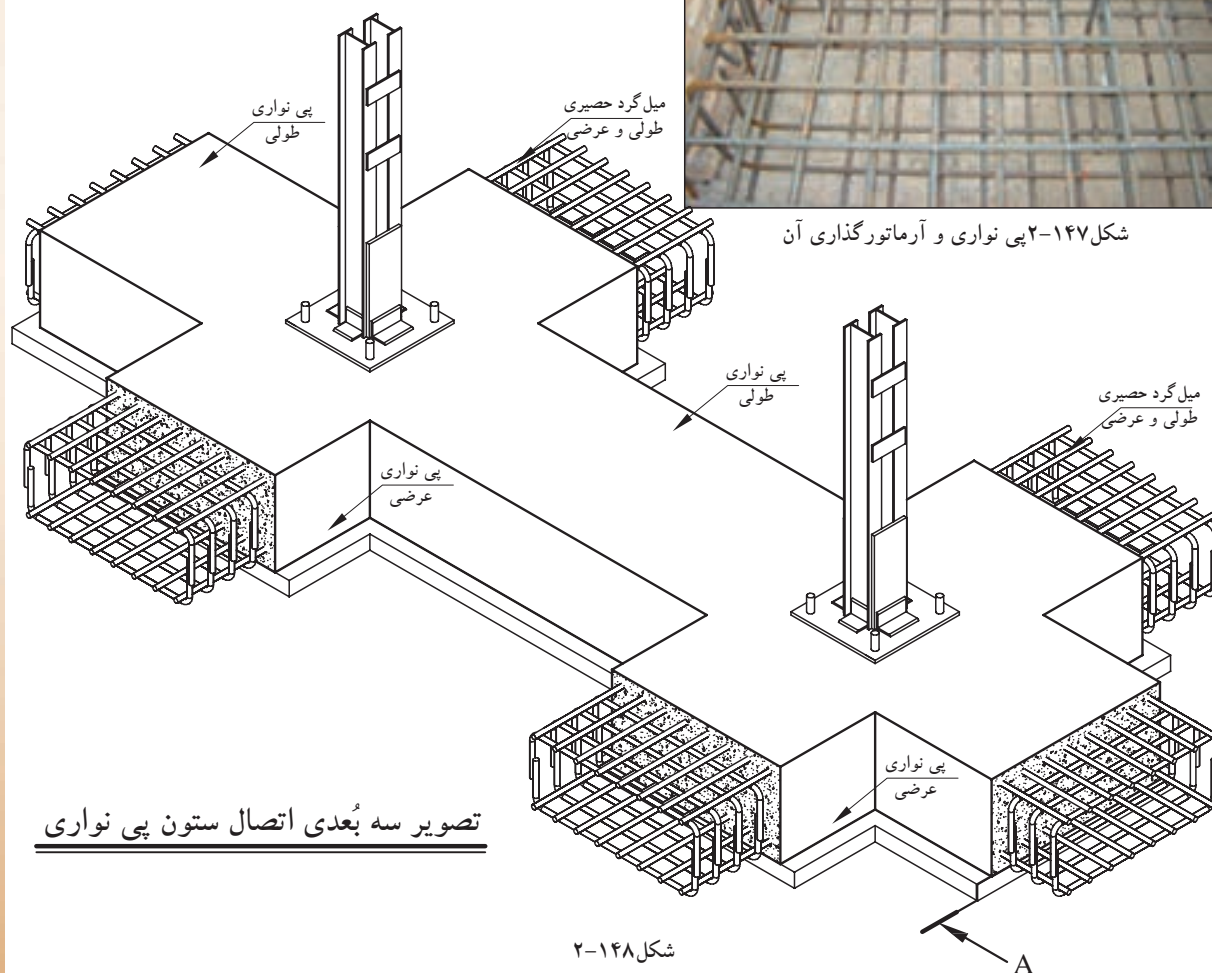 پی نواری
طولی
میل گرد حصیری
طولی و عرضی
شکل۱۴۷-۲پی نواری و آرماتورگذاری آن
پی نواری
طولی
میل گرد حصیری
طولی و عرضی
پی نواری
عرضی
پی نواری
عرضی
تصویر سه بُعدی اتصال ستون پی نواری
شکل۱۴۸-۲
A